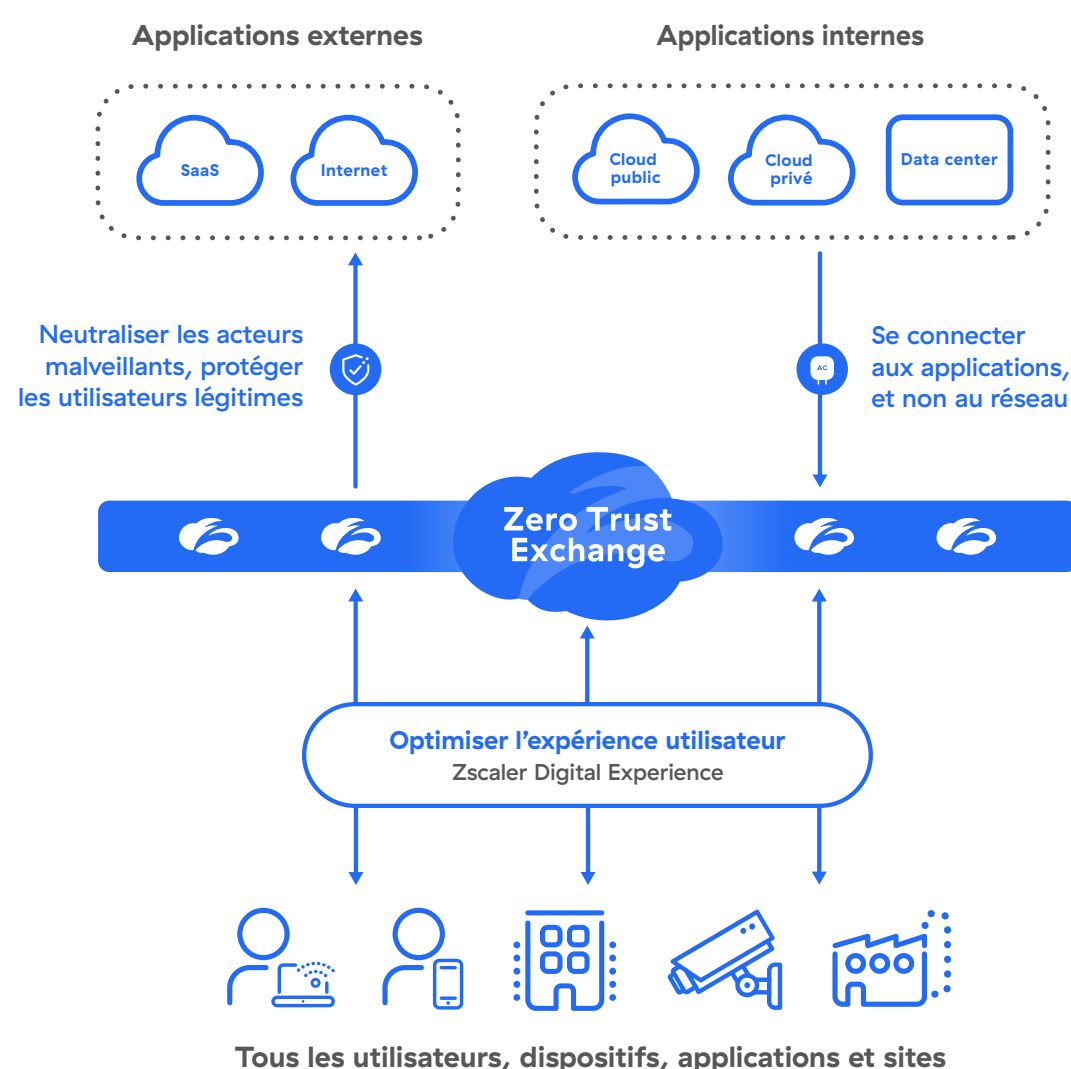 Applications externes
Applications internes
SaaS
Internet
Cloud
public
Cloud
privé
Data center
Neutraliser les acteurs
malveillants, protéger
les utilisateurs légitimes
AC
Se connecter
aux applications,
et non au réseau
Zero Trust
Exchange
Optimiser l’expérience utilisateur
Zscaler Digital Experience
Tous les utilisateurs, dispositifs, applications et sites